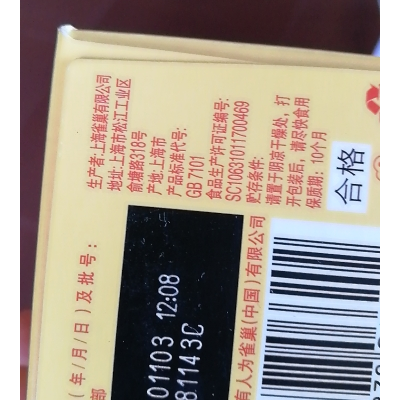 生产者:上海雀巢有限公司
地址:上海市松江工业区
俞塘路318号
产地:上海市
产品标准代号:
GB 7101
食品生产许可证编号:
SC10631011700469
贮存条件:
请置于阴凉干燥处,打
开包装后,请尽快食用
保质期:10个月
合格
(年/月/日)及批号:
01103 12:08
81143C
有人为雀巢(中国)有限公司
部